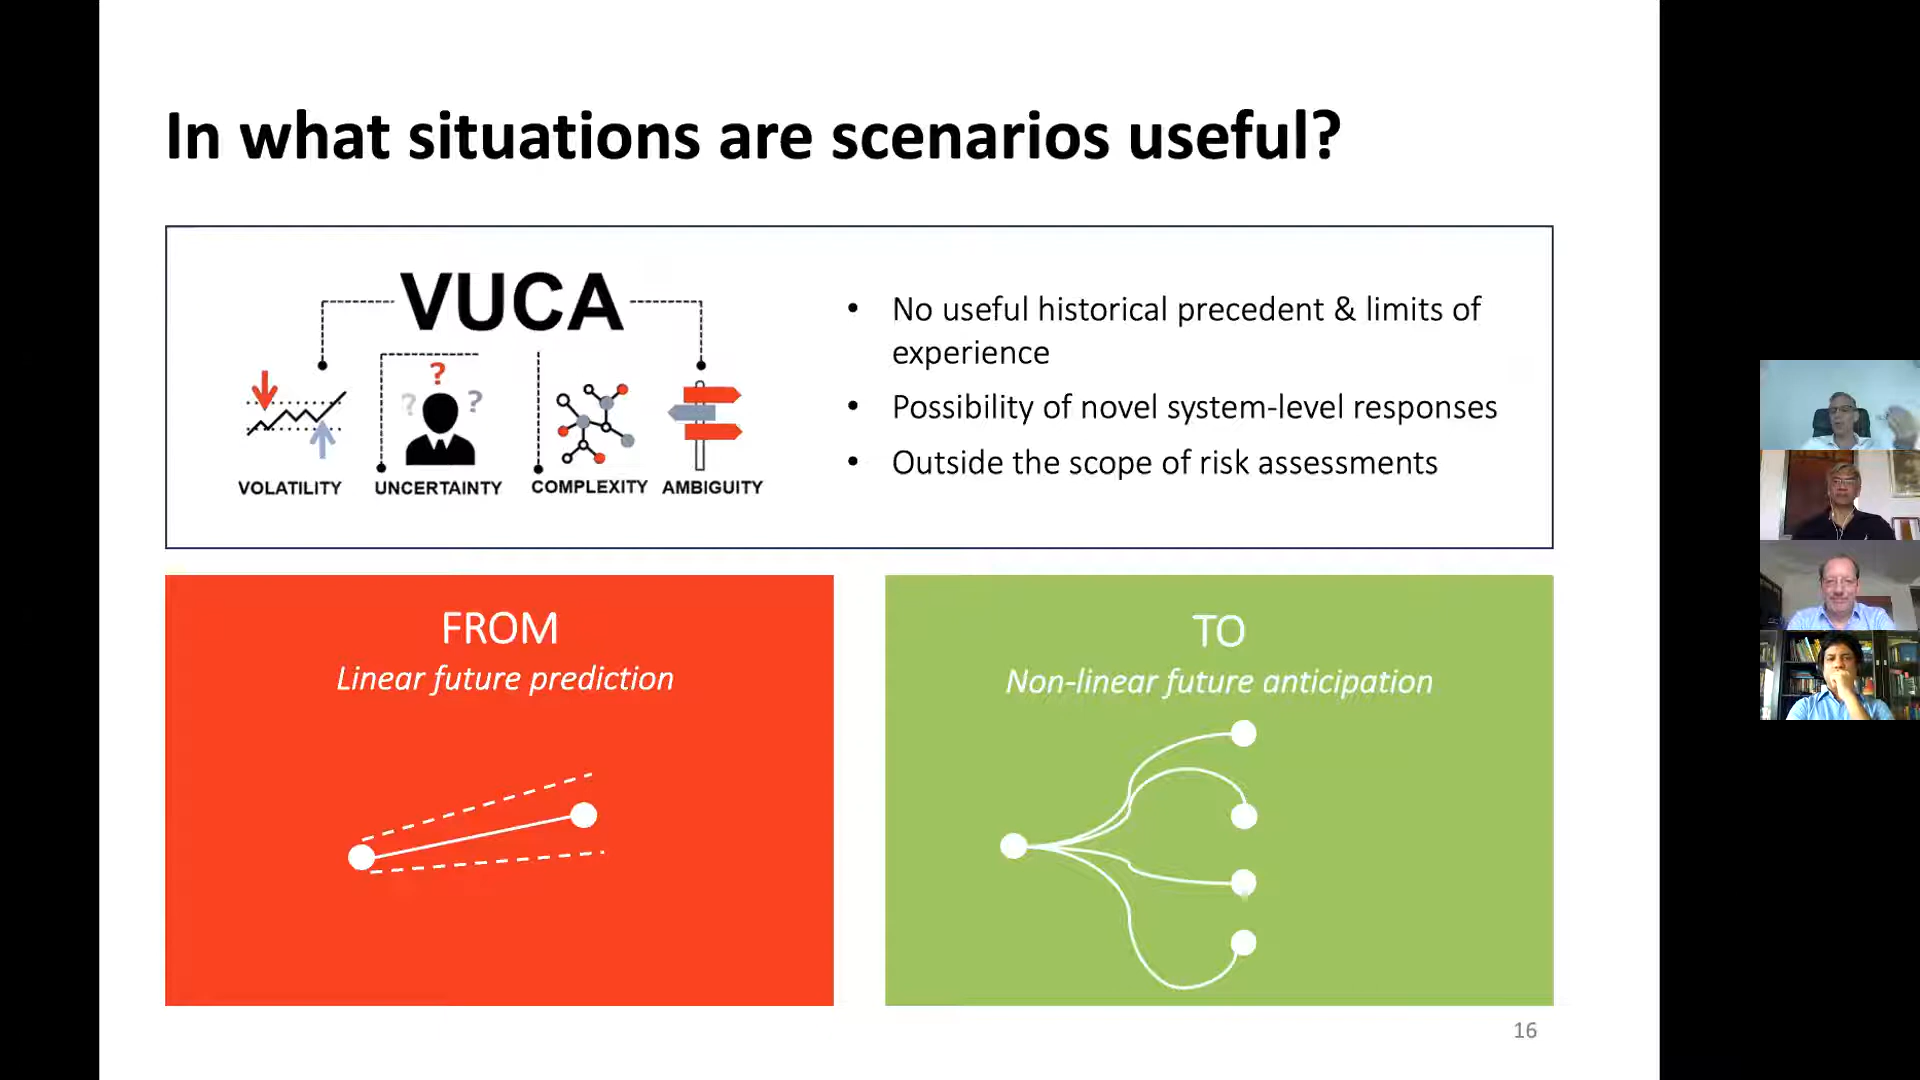 In what situations are scenarios useful?
VUCA
? ? ?
VOLATILITY UNCERTAINTY COMPLEXITY AMBIGUITY
• No useful historical precedent & limits of
experience
• Possibility of novel system-level responses
• Outside the scope of risk assessments
FROM
Linear future prediction
TO
Non-linear future anticipation
16